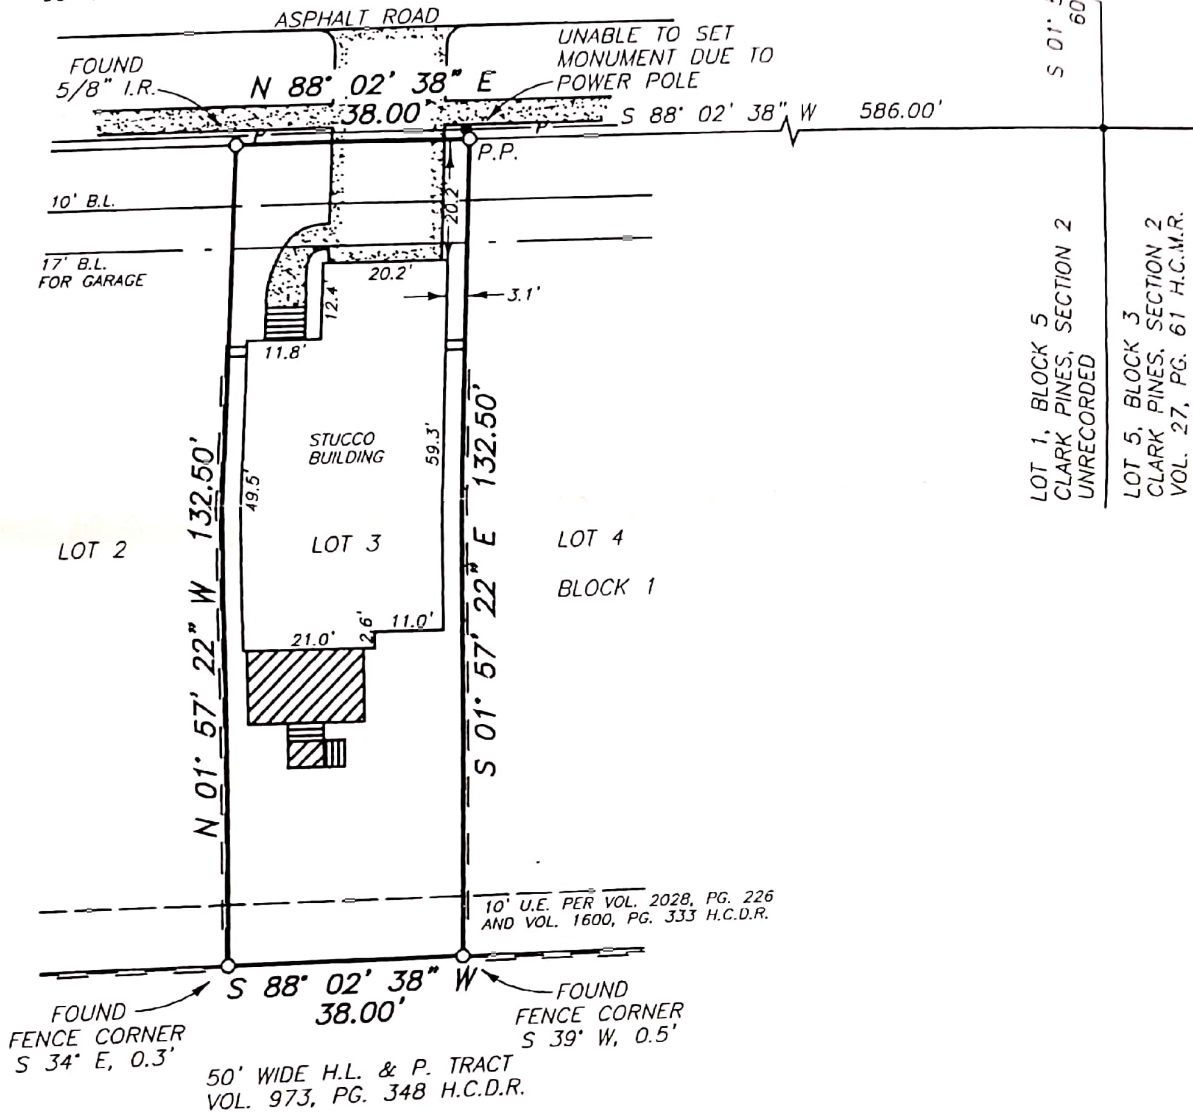 ASPHALT ROAD
FOUND
5/8" I.R.
N 88° 02' 38" E
38.00'
UNABLE TO SET
MONUMENT DUE TO
POWER POLE
S 88° 02' 38" W 586.00'
S 01°
60
P
P
P.P.
10' B.L.
20.2'
17' B.L.
FOR GARAGE
20.2'
12.4'
3.1'
11.8'
STUCCO
BUILDING
59.3'
49.5'
N 01° 57' 22" W 132.50'
S 01° 57' 22" E 132.50'
LOT 2
LOT 3
LOT 4
BLOCK 1
21.0'
2.6'
11.0'
LOT 1, BLOCK 5
CLARK PINES, SECTION 2
UNRECORDED
LOT 5, BLOCK 3
CLARK PINES, SECTION 2
VOL. 27, PG. 61 H.C.M.R.
10' U.E. PER VOL. 2028, PG. 226
AND VOL. 1600, PG. 333 H.C.D.R.
S 88° 02' 38" W
38.00'
FOUND
FENCE CORNER
S 34° E, 0.3'
FOUND
FENCE CORNER
S 39° W, 0.5'
50' WIDE H.L. & P. TRACT
VOL. 973, PG. 348 H.C.D.R.